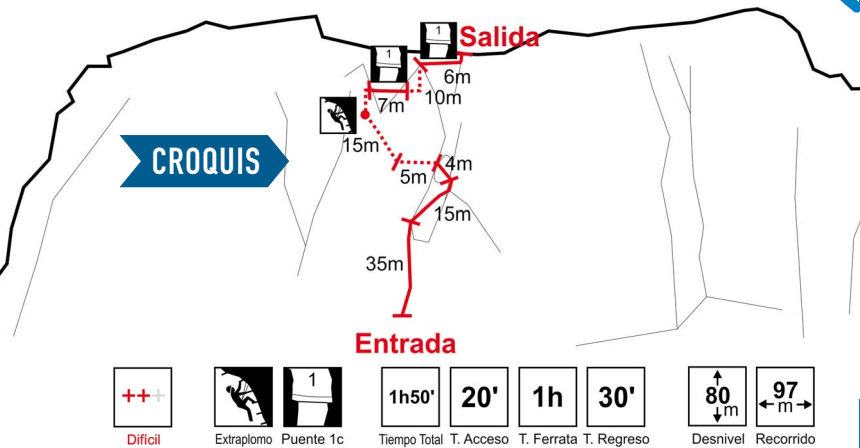 1
Salida
1
6m
7m
10m
15m
CROQUIS
4m
5m
15m
35m
Entrada
+++
1
1h50'
20'
1h
30'
80
m
97
m
Difícil
Extraplomo
Puente 1c
Tiempo Total
T. Acceso
T. Ferrata
T. Regreso
Desnivel
Recorrido